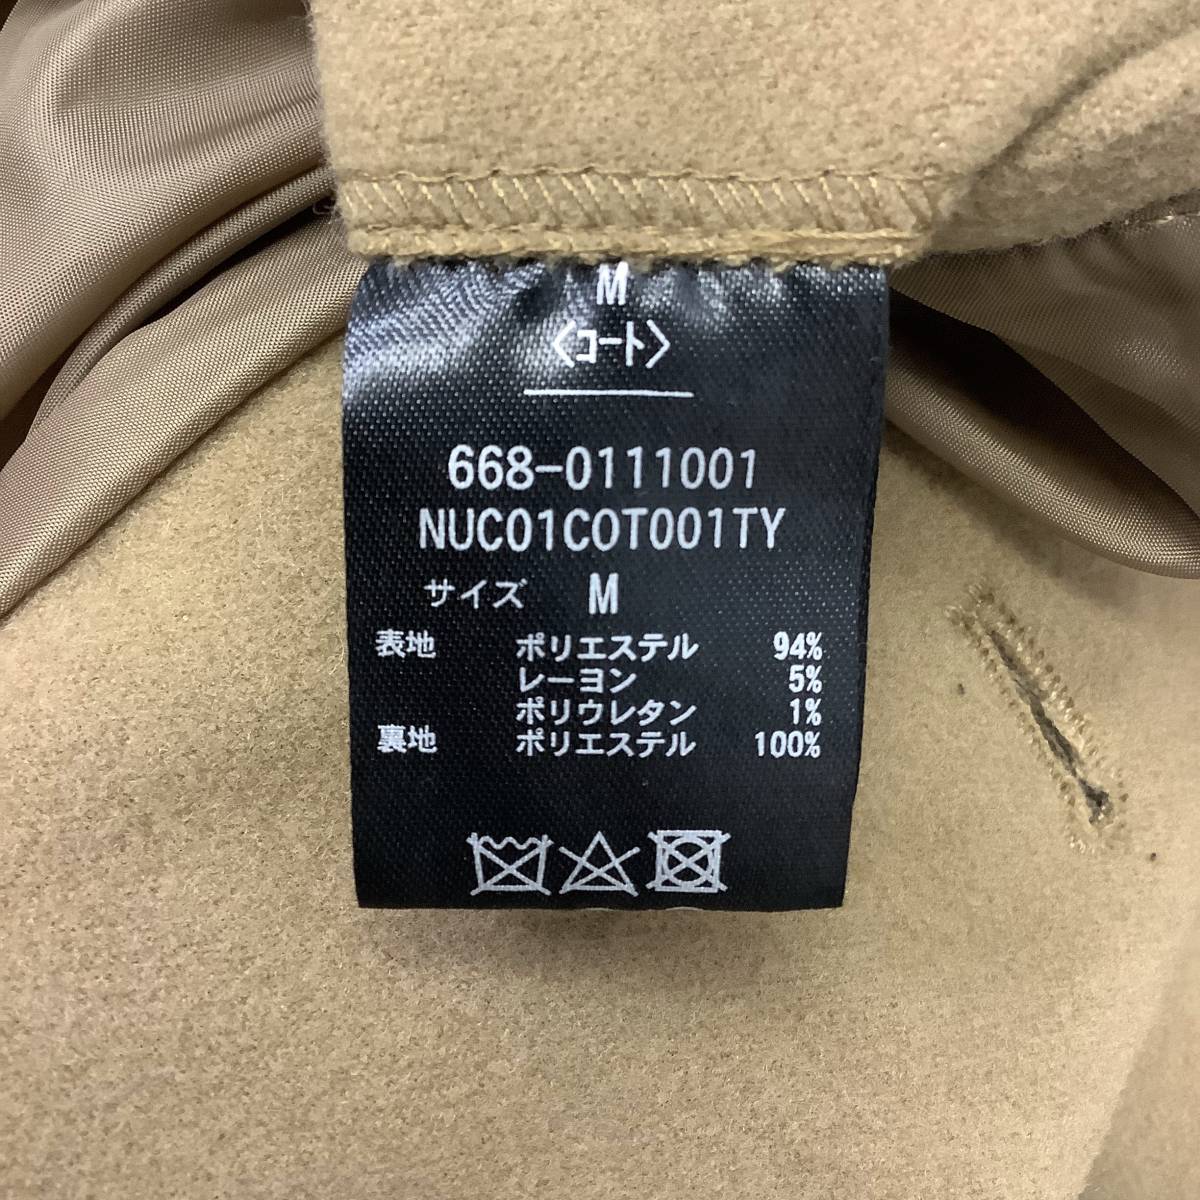 M
〈コート〉
668-0111001
NUC01COT001TY
サイズ M
表地 ポリエステル 94%
レーヨン 5%
ポリウレタン 1%
裏地 ポリエステル 100%